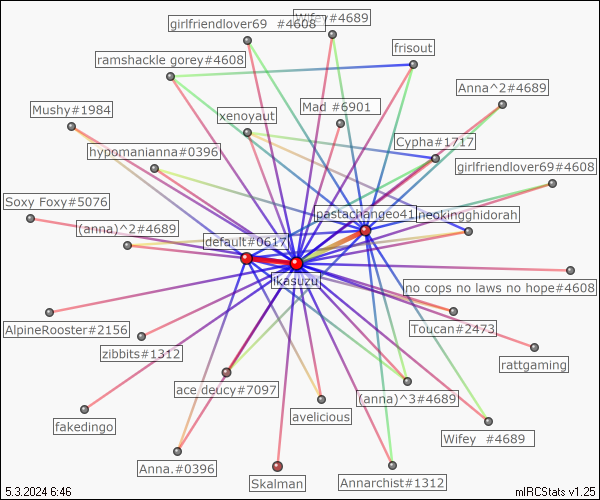 girlfriendlover69  #4608
Wifey#4689
frisout
ramshackle gorey#4608
Anna^2#4689
Mushy#1984
xenoyaut
Mad #6901
Cypha#1717
hypomanianna#0396
girlfriendlover69#4608
Soxy Foxy#5076
(anna)^2#4689
pastachangeo41
neokingghidorah
default#0617
ikasuzu
no cops no laws no hope#4608
AlpineRooster#2156
Toucan#2473
zibbits#1312
rattgaming
ace deucy#7097
(anna)^3#4689
avelicious
fakedingo
Wifey  #4689
Anna.#0396
Skalman
Annarchist#1312
5.3.2024 6:46
mIRCStats v1.25